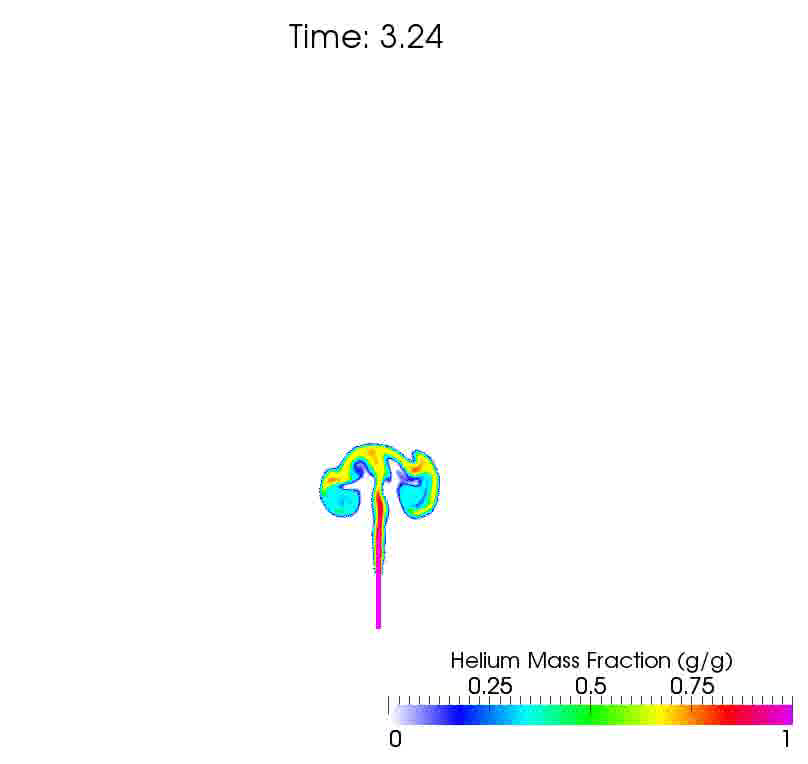 Time: 3.24
Helium Mass Fraction (g/g)
0.25 0.5 0.75
0 1